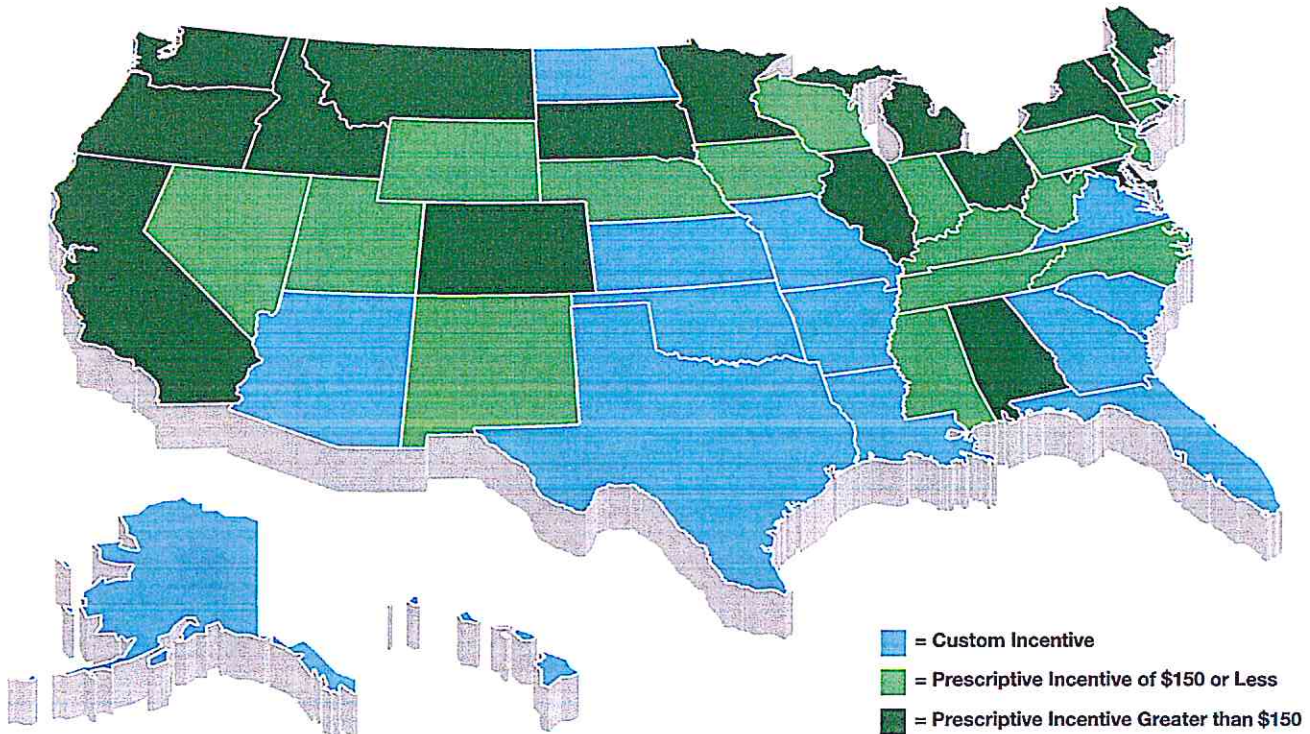 = Custom Incentive
= Prescriptive Incentive of $150 or Less
= Prescriptive Incentive Greater than $150